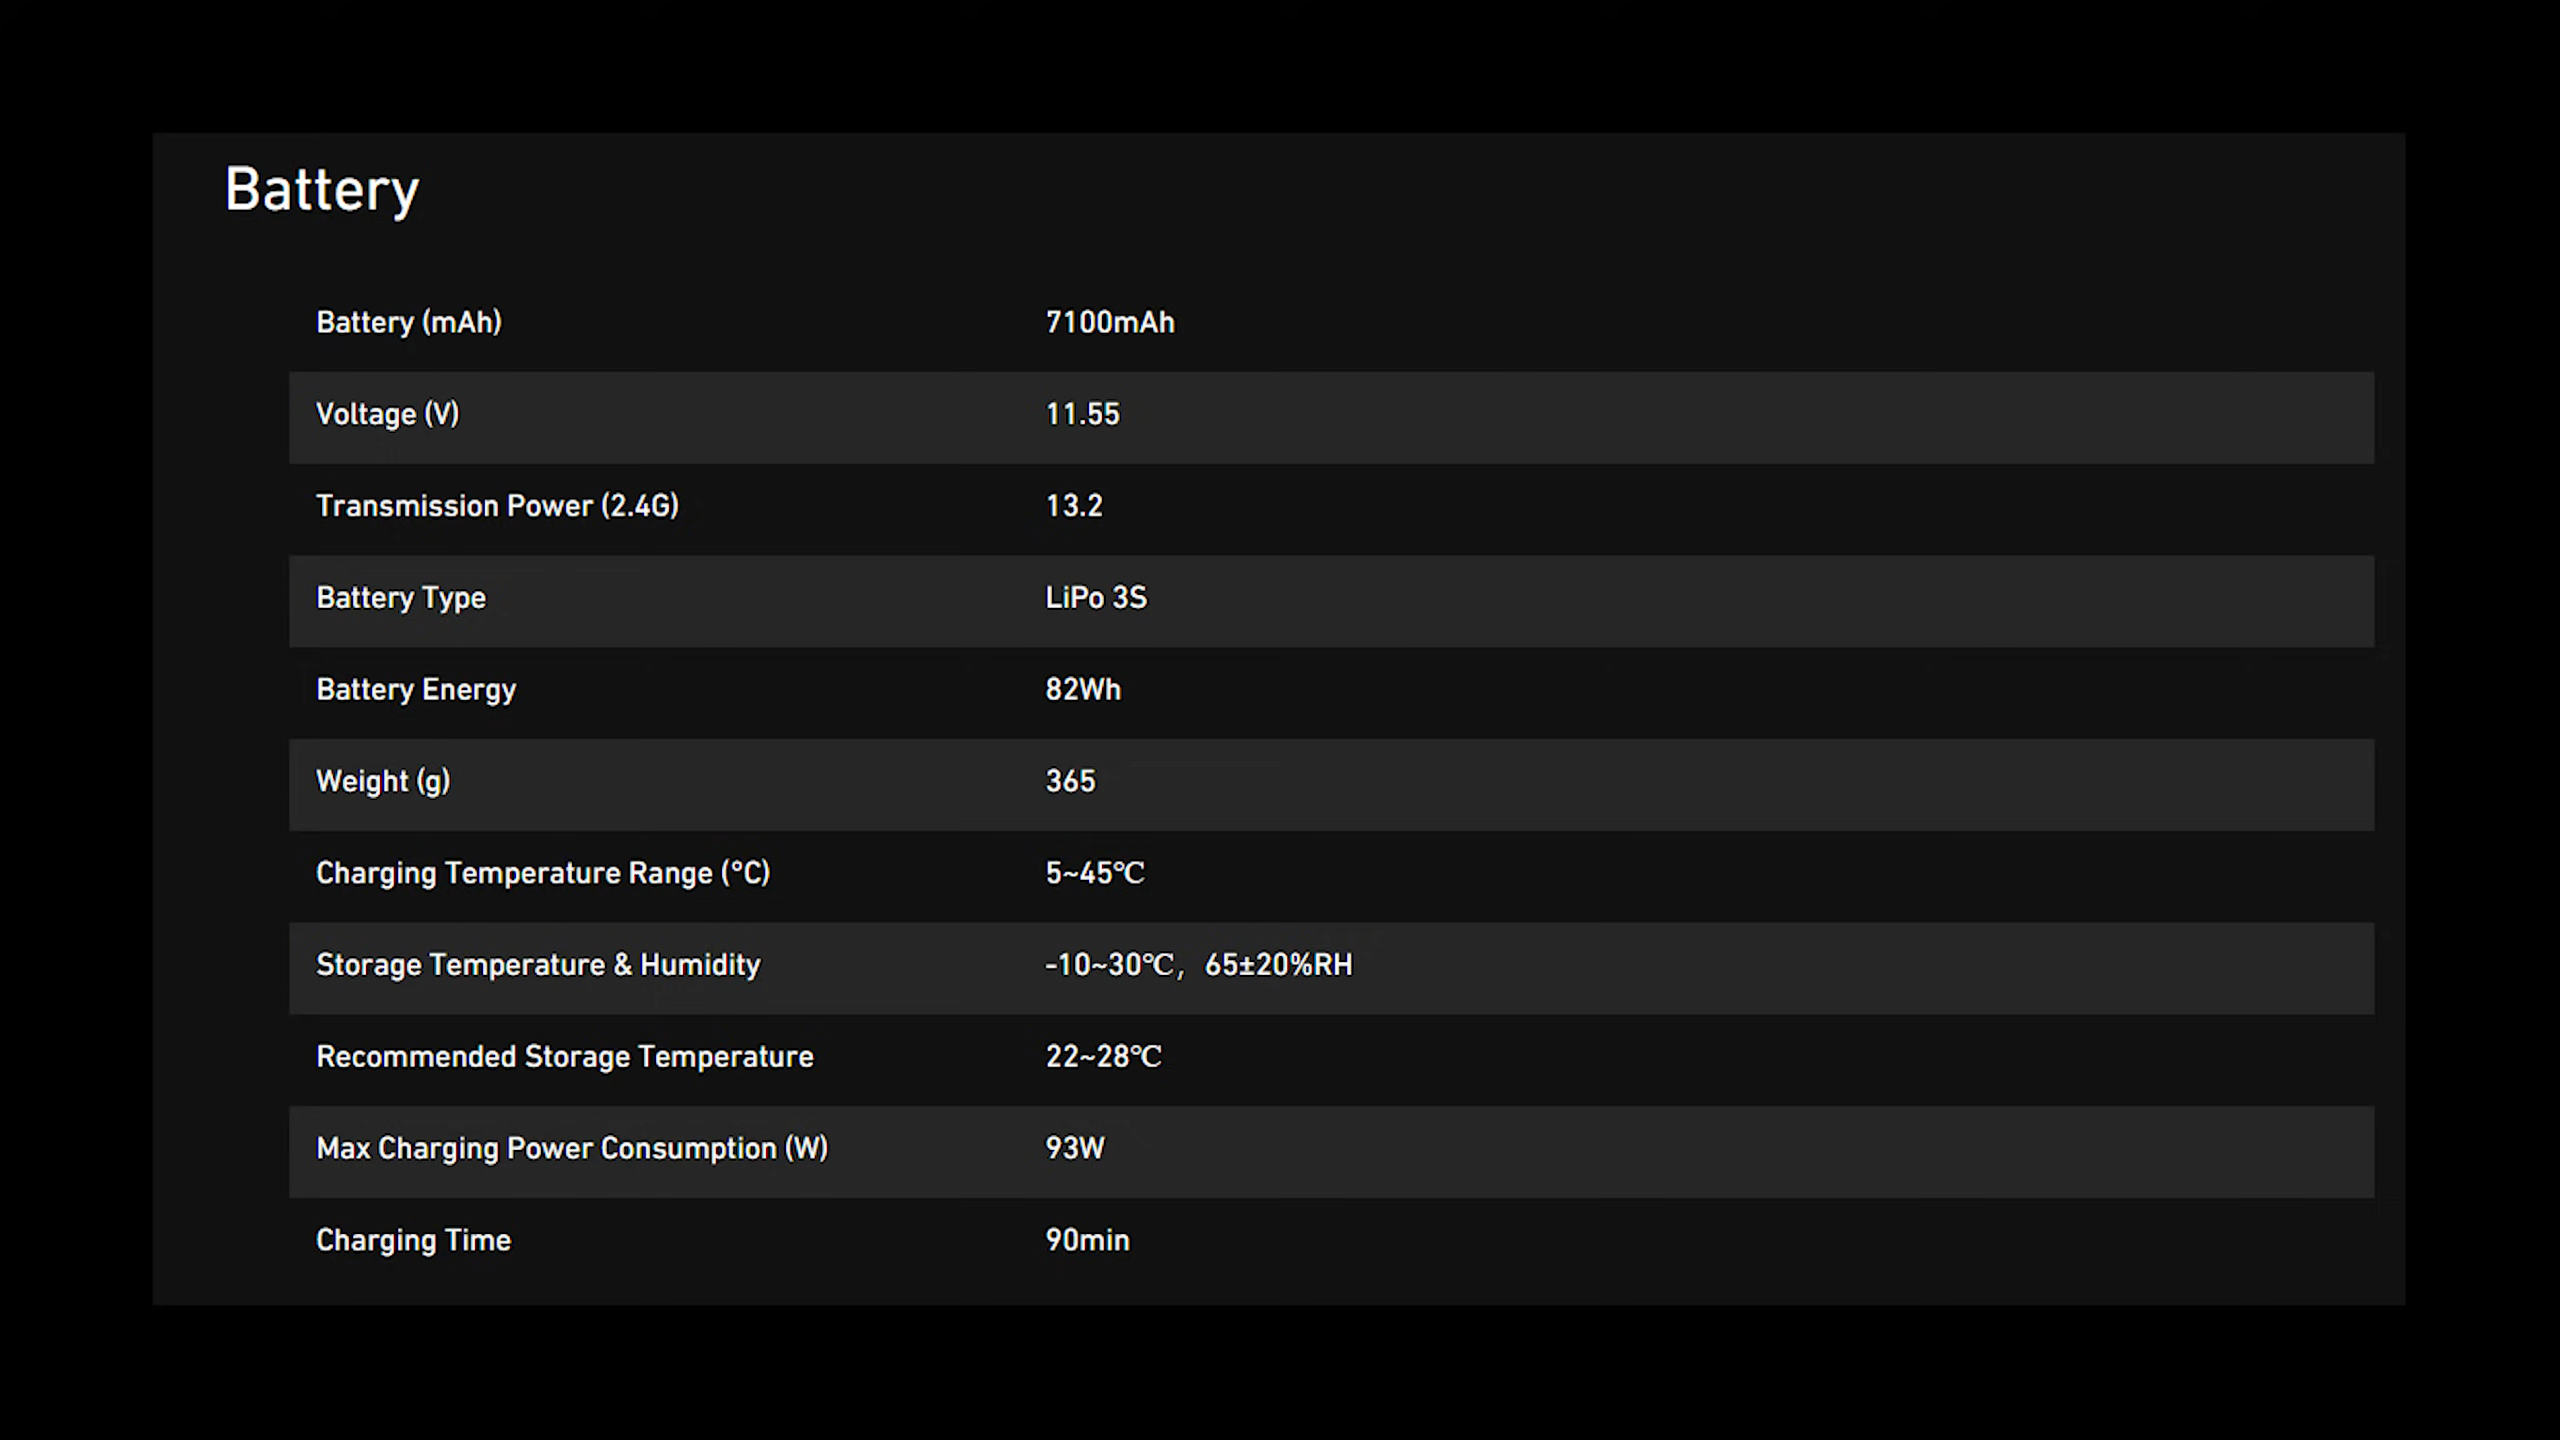 Battery
Battery (mAh) 7100mAh
Voltage (V) 11.55
Transmission Power (2.4G) 13.2
Battery Type LiPo 3S
Battery Energy 82Wh
Weight (g) 365
Charging Temperature Range (°C) 5~45℃
Storage Temperature & Humidity -10~30℃，65±20%RH
Recommended Storage Temperature 22~28℃
Max Charging Power Consumption (W) 93W
Charging Time 90min